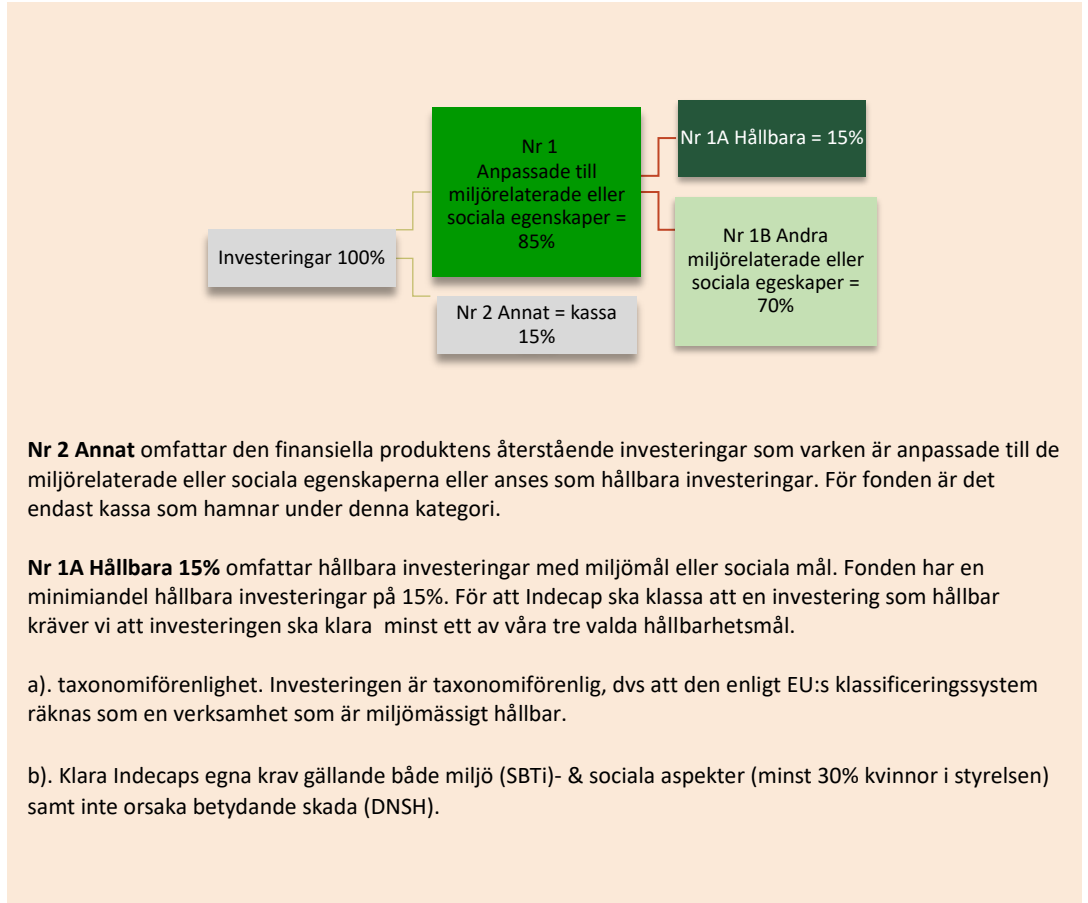 Investeringar 100%
Nr 1
Anpassade till
miljörelaterade eller
sociala egenskaper =
85%
Nr 2 Annat = kassa
15%
Nr 1A Hållbara = 15%
Nr 1B Andra
miljörelaterade eller
sociala egeskaper =
70%
Nr 2 Annat omfattar den finansiella produktens återstående investeringar som varken är anpassade till de
miljörelaterade eller sociala egenskaperna eller anses som hållbara investeringar. För fonden är det
endast kassa som hamnar under denna kategori.
Nr 1A Hållbara 15% omfattar hållbara investeringar med miljömål eller sociala mål. Fonden har en
minimiandel hållbara investeringar på 15%. För att Indecap ska klassa att en investering som hållbar
kräver vi att investeringen ska klara  minst ett av våra tre valda hållbarhetsmål.
a). taxonomiförenlighet. Investeringen är taxonomiförenlig, dvs att den enligt EU:s klassificeringssystem
räknas som en verksamhet som är miljömässigt hållbar.
b). Klara Indecaps egna krav gällande både miljö (SBTi)- & sociala aspekter (minst 30% kvinnor i styrelsen)
samt inte orsaka betydande skada (DNSH).